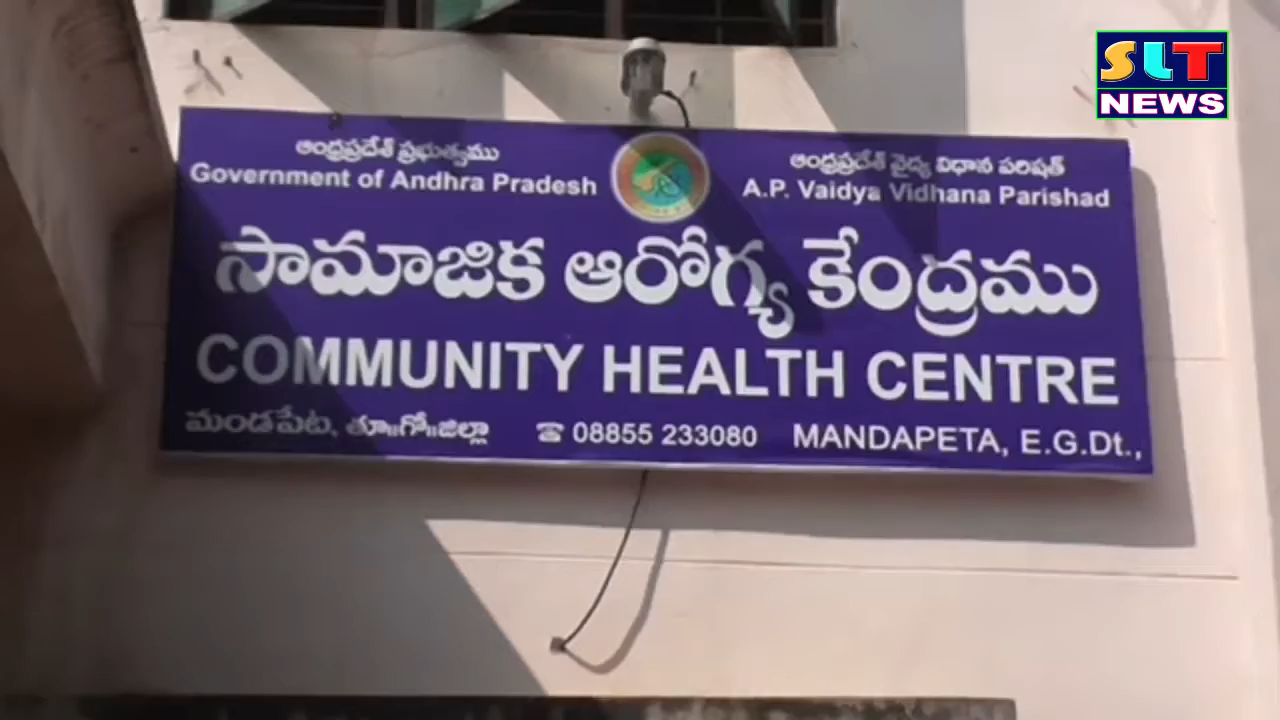 SLT
NEWS
ఆంధ్రప్రదేశ్ ప్రభుత్వము
Government of Andhra Pradesh
ఆంధ్రప్రదేశ్ వైద్య విధాన పరిషత్
A.P. Vaidya Vidhana Parishad
సామాజిక ఆరోగ్య కేంద్రము
COMMUNITY HEALTH CENTRE
మండపేట, తూ॥గో॥జిల్లా ☎ 08855 233080 MANDAPETA, E.G.Dt.,